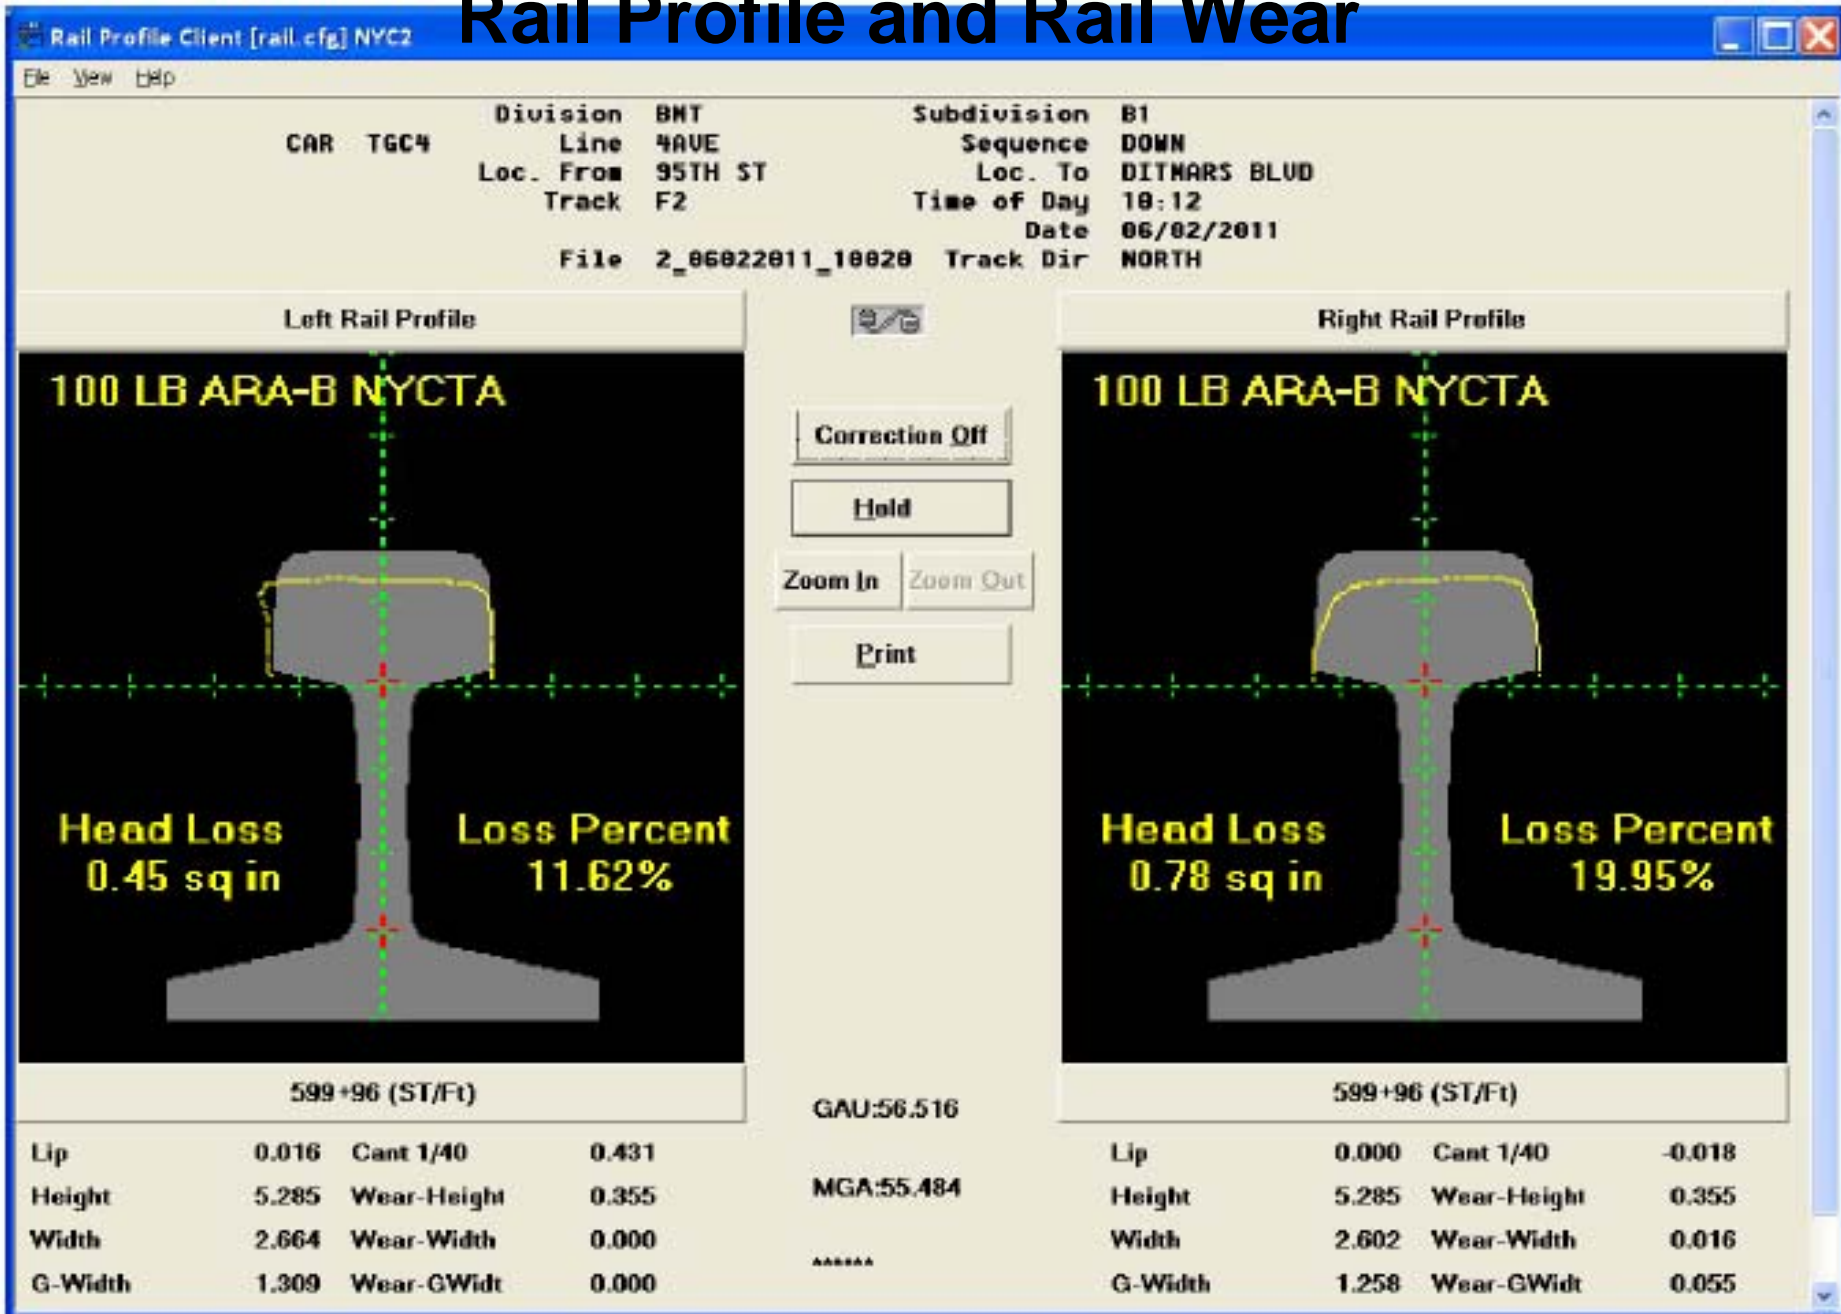 Rail Profile and Rail Wear
Rail Profile Client [rail.cfg] NYC2
File View Help
Division BMT Subdivision B1
CAR TGC4 Line 4AVE Sequence DOWN
Loc. From 95TH ST Loc. To DITMARS BLVD
Track F2 Time of Day 10:12
Date 06/02/2011
File 2_06022011_10020 Track Dir NORTH
Left Rail Profile
Right Rail Profile
100 LB ARA-B NYCTA
100 LB ARA-B NYCTA
Correction Off
Hold
Zoom In Zoom Out
Print
Head Loss Loss Percent
0.45 sq in 11.62%
Head Loss Loss Percent
0.78 sq in 19.95%
599+96 (ST/Ft)
599+96 (ST/Ft)
GAU:56.516
MGA:55.484
******
Lip 0.016 Cant 1/40 0.431
Height 5.285 Wear-Height 0.355
Width 2.664 Wear-Width 0.000
G-Width 1.309 Wear-GWidt 0.000
Lip 0.000 Cant 1/40 -0.018
Height 5.285 Wear-Height 0.355
Width 2.602 Wear-Width 0.016
G-Width 1.258 Wear-GWidt 0.055